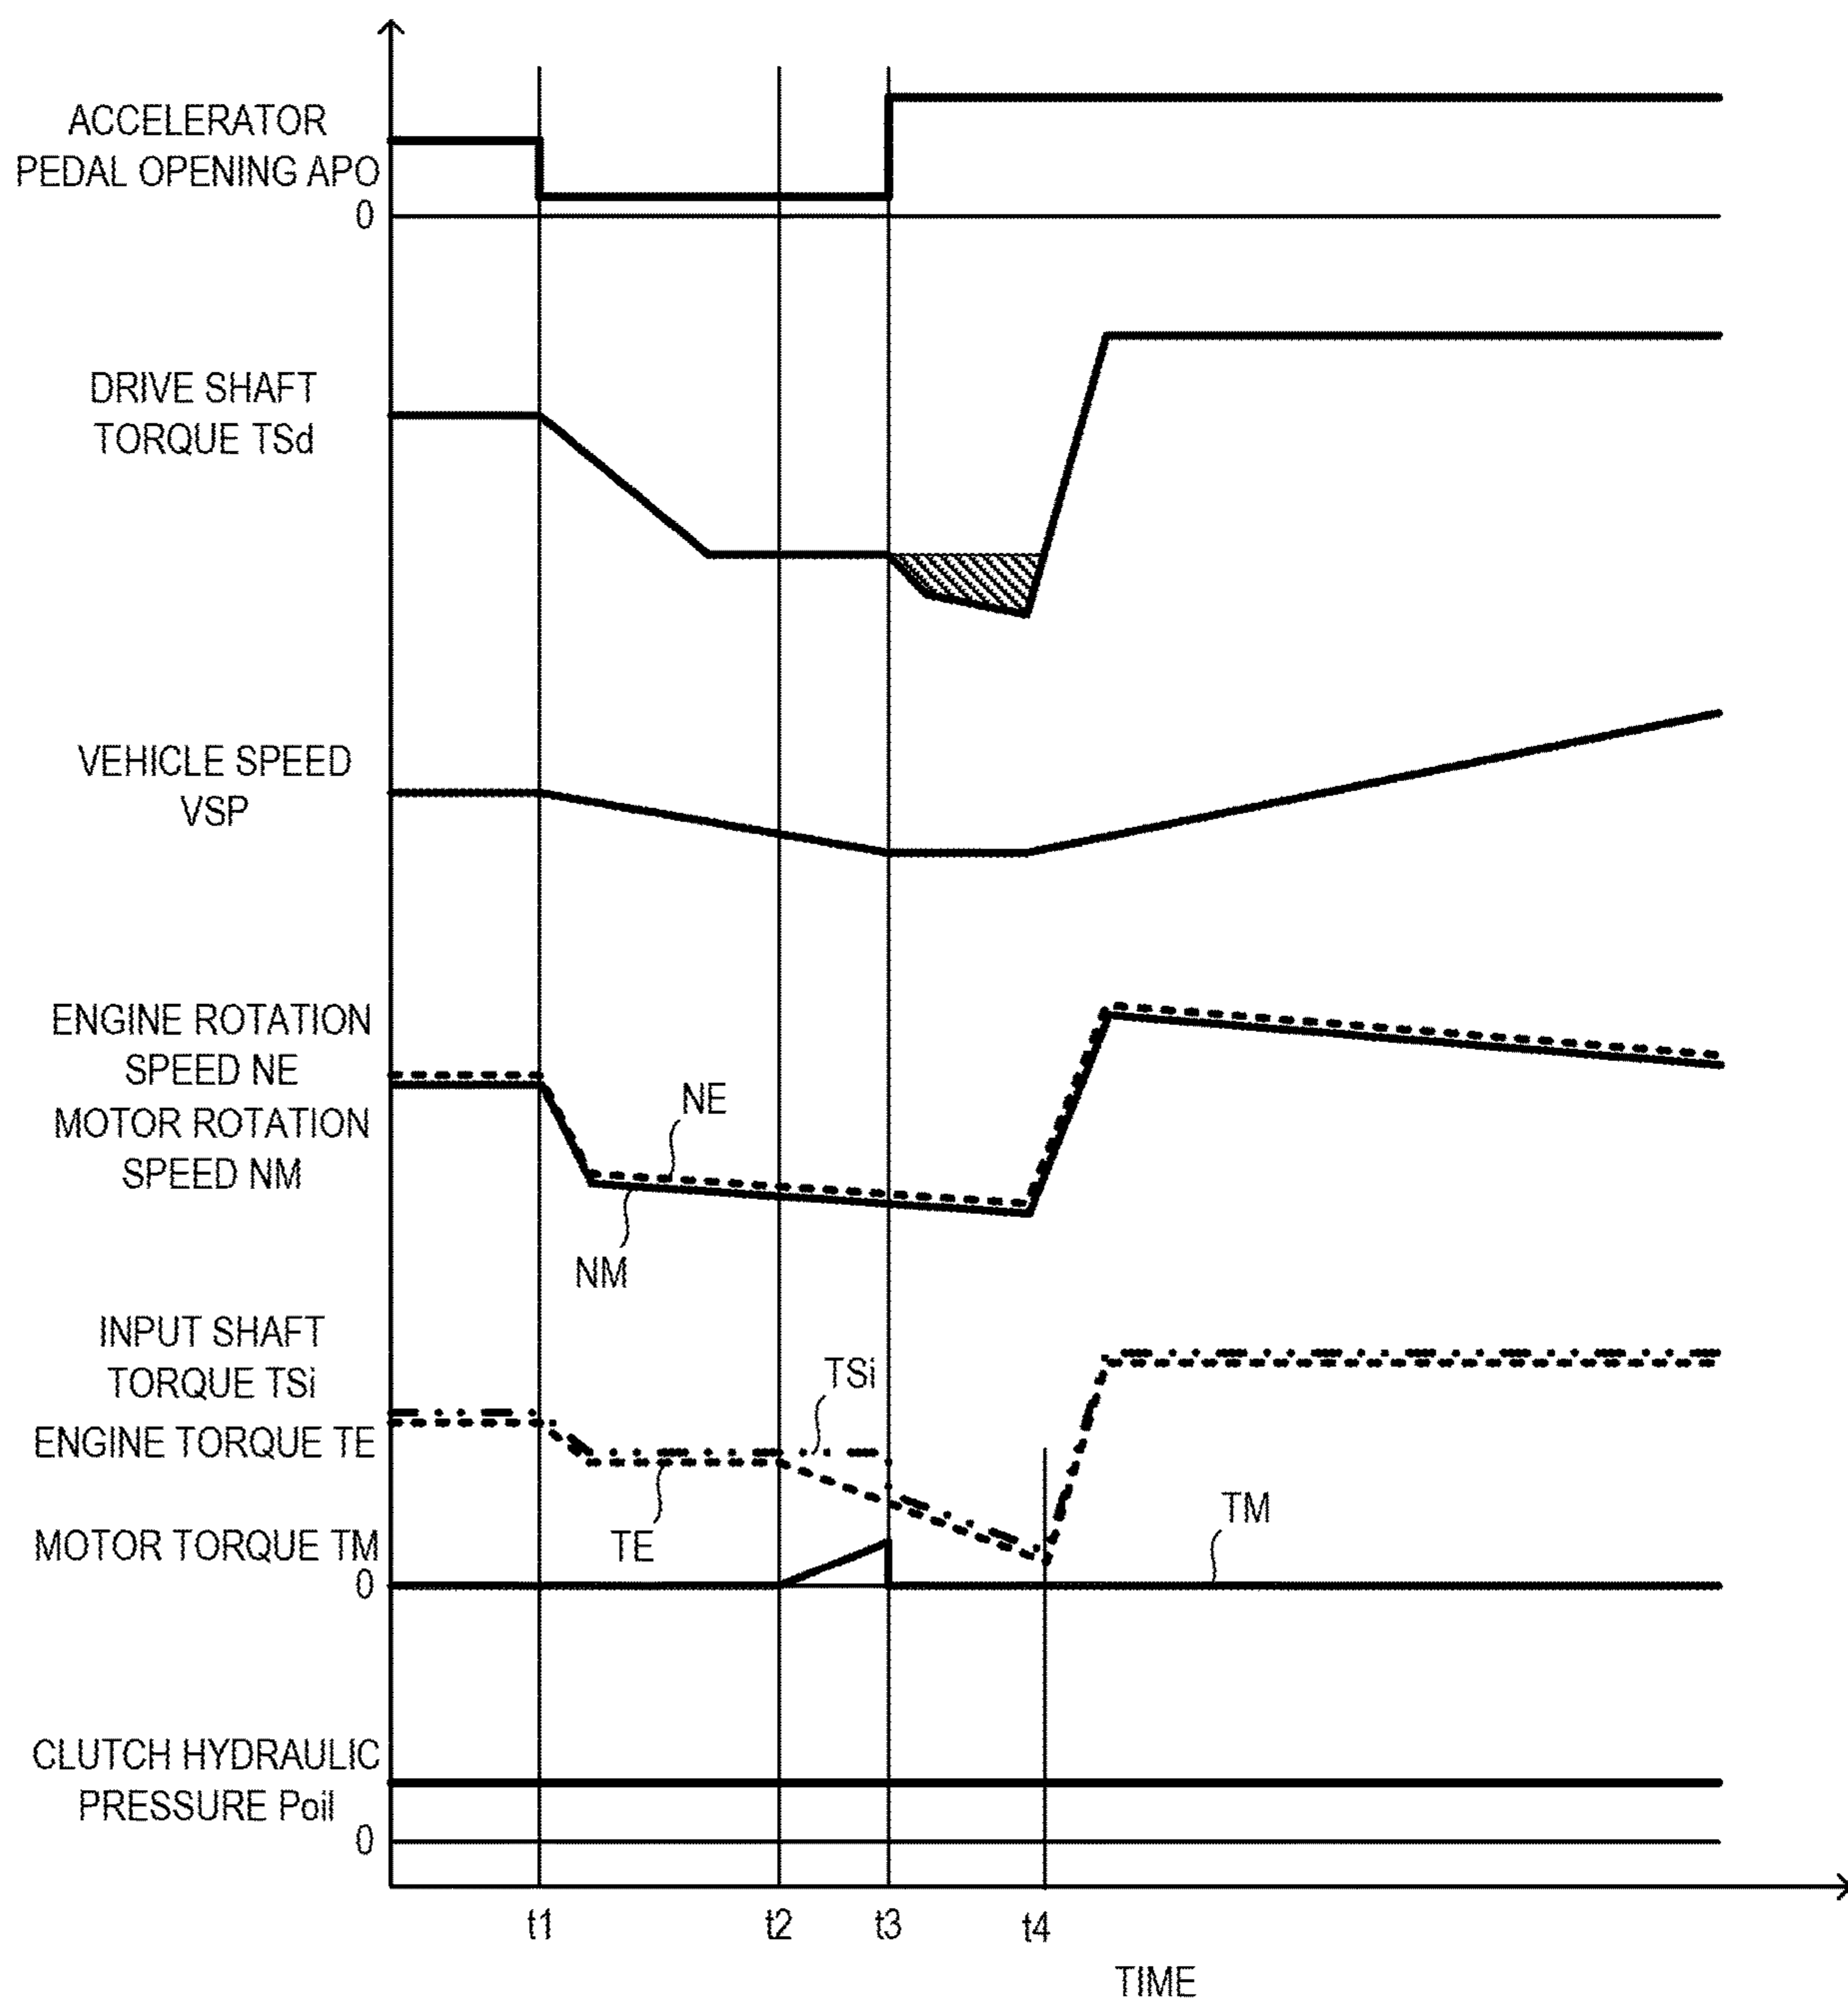 ACCELERATOR
PEDAL OPENING APO
0
DRIVE SHAFT
TORQUE TSd
VEHICLE SPEED
VSP
ENGINE ROTATION
SPEED NE
MOTOR ROTATION
SPEED NM
NE
NM
INPUT SHAFT
TORQUE TSi
ENGINE TORQUE TE
MOTOR TORQUE TM
0
TSi
TE
TM
CLUTCH HYDRAULIC
PRESSURE Poil
0
t1 t2 t3 t4
TIME